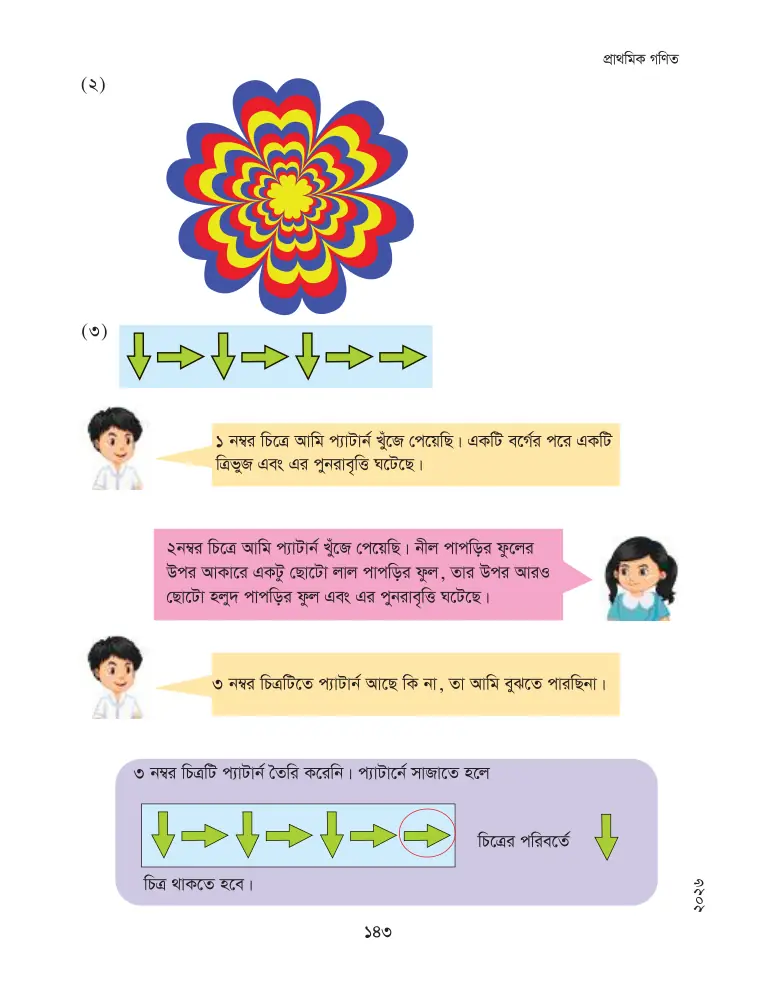 প্রাথমিক গণিত
(২)
(৩)
১ নম্বর চিত্রে আমি প্যাটার্ন খুঁজে পেয়েছি। একটি বর্গের পরে একটি
ত্রিভুজ এবং এর পুনরাবৃত্তি ঘটেছে।
২নম্বর চিত্রে আমি প্যাটার্ন খুঁজে পেয়েছি। নীল পাপড়ির ফুলের
উপর আকারে একটু ছোটো লাল পাপড়ির ফুল, তার উপর আরও
ছোটো হলুদ পাপড়ির ফুল এবং এর পুনরাবৃত্তি ঘটেছে।
৩ নম্বর চিত্রটিতে প্যাটার্ন আছে কি না, তা আমি বুঝতে পারছিনা।
৩ নম্বর চিত্রটি প্যাটার্ন তৈরি করেনি। প্যাটার্নে সাজাতে হলে
চিত্রের পরিবর্তে
চিত্র থাকতে হবে।
২০২৬
১৪৩